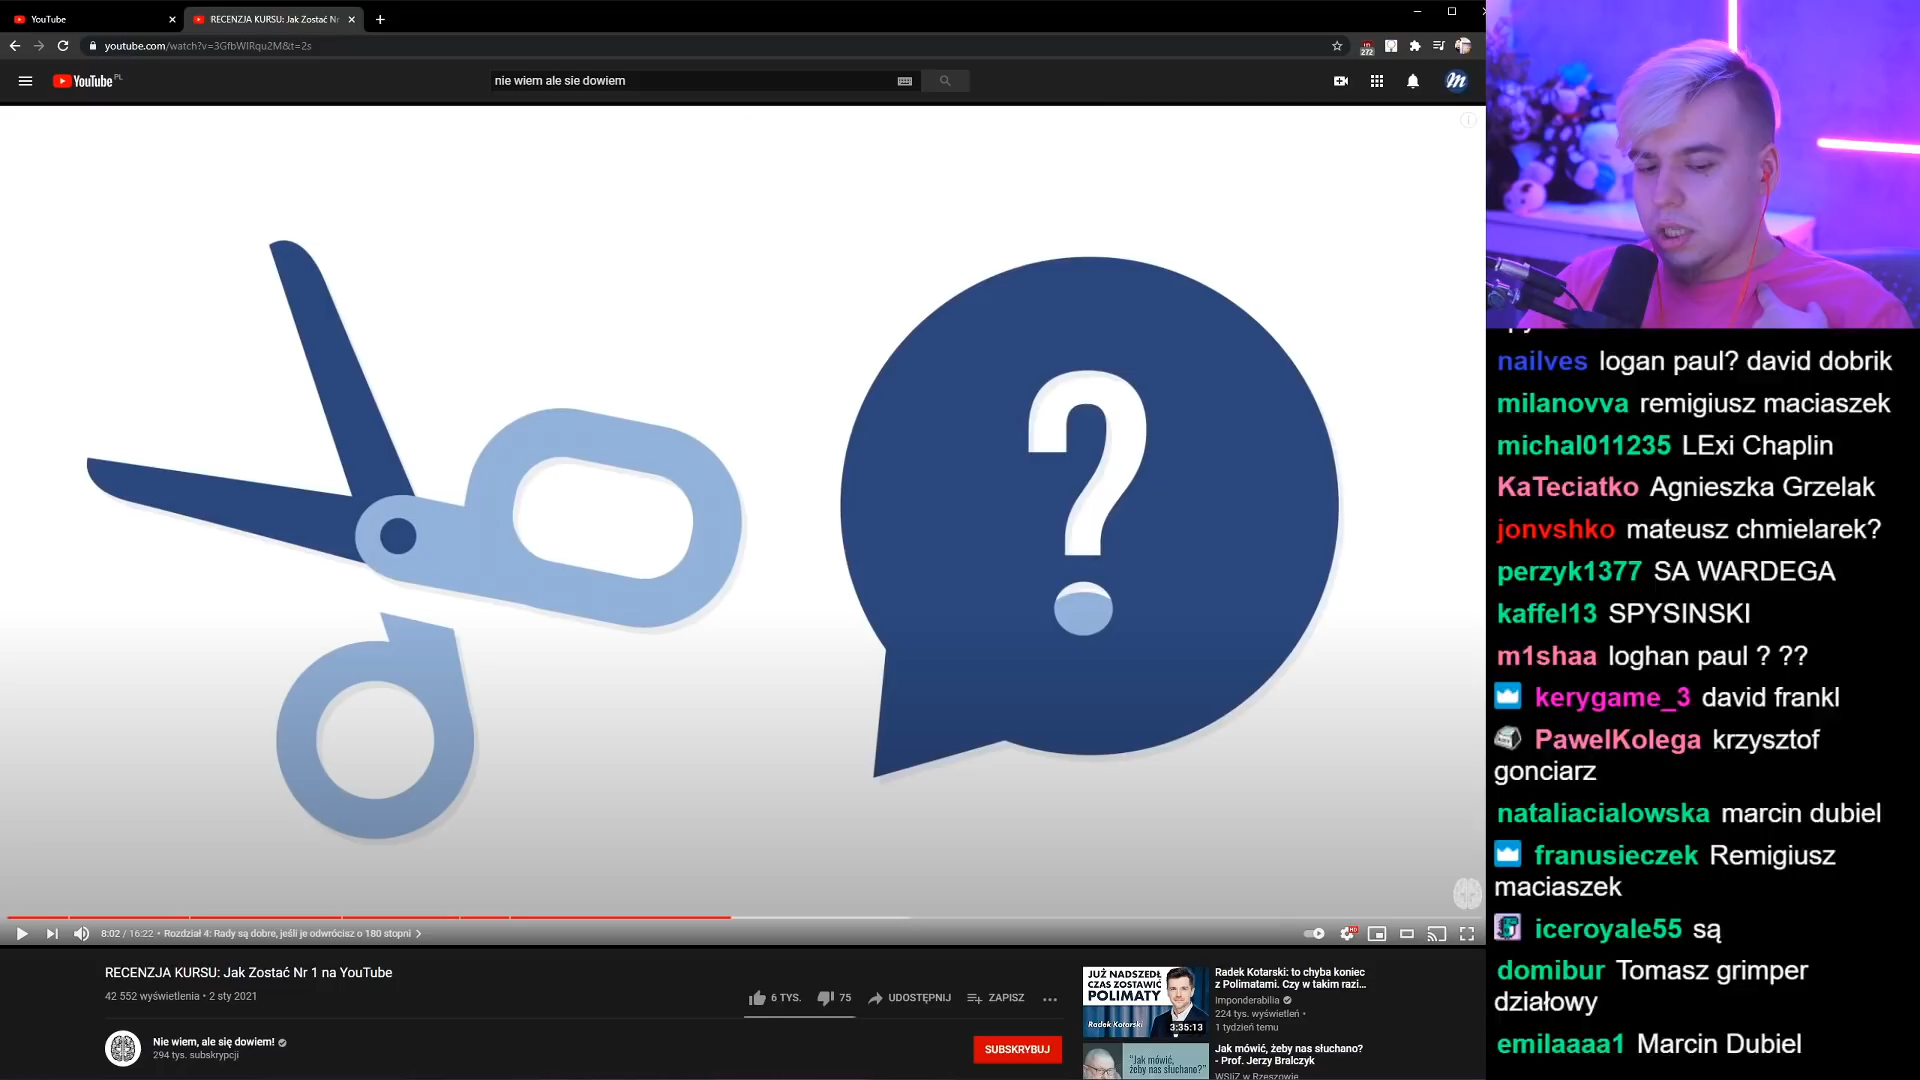 YouTube
RECENZJA KURSU: Jak Zostać Nr
youtube.com/watch?v=3GfbWlRqu2M&t=2s
272
YouTube PL
nie wiem ale sie dowiem
?
8:02 / 16:22 • Rozdział 4: Rady są dobre, jeśli je odwrócisz o 180 stopni
HD
RECENZJA KURSU: Jak Zostać Nr 1 na YouTube
42 552 wyświetlenia • 2 sty 2021
6 TYS.
75
UDOSTĘPNIJ
ZAPISZ
Nie wiem, ale się dowiem!
294 tys. subskrypcji
SUBSKRYBUJ
JUŻ NADSZEDŁ
CZAS ZOSTAWIĆ
POLIMATY
Radek Kotarski
3:35:13
Radek Kotarski: to chyba koniec
z Polimatami. Czy w takim razi...
Imponderabilia
224 tys. wyświetleń •
1 tydzień temu
"Jak mówić,
żeby nas słuchano?"
Jak mówić, żeby nas słuchano?
- Prof. Jerzy Bralczyk
WSIiZ w Rzeszowie
nailves logan paul? david dobrik
milanovva remigiusz maciaszek
michal011235 LExi Chaplin
KaTeciatko Agnieszka Grzelak
jonvshko mateusz chmielarek?
perzyk1377 SA WARDEGA
kaffel13 SPYSINSKI
m1shaa loghan paul ? ??
kerygame_3 david frankl
PawelKolega krzysztof
gonciarz
nataliacialowska marcin dubiel
franusieczek Remigiusz
maciaszek
iceroyale55 są
domibur Tomasz grimper
działowy
emilaaaa1 Marcin Dubiel